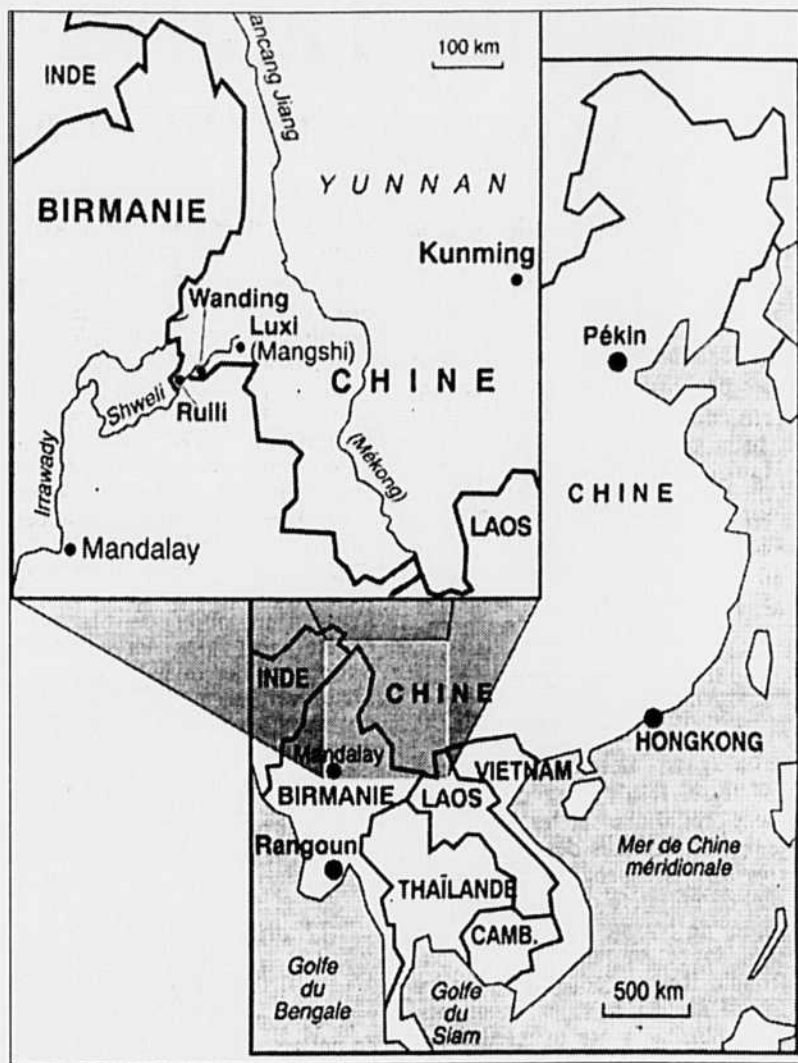 ancang Jiang
100 km
INDE
YUNNAN
BIRMANIE
Kunming
Wanding
Luxi
(Mangshi)
CHINE
Shweli
Ruili
Irrawady
(Mékong)
LAOS
Mandalay
Pékin
CHINE
INDE
CHINE
HONGKONG
Mandalay
VIETNAM
BIRMANIE
LAOS
Rangoun
Mer de Chine
méridionale
THAÏLANDE
CAMB.
Golfe
du
Bengale
Golfe
du
Siam
500 km